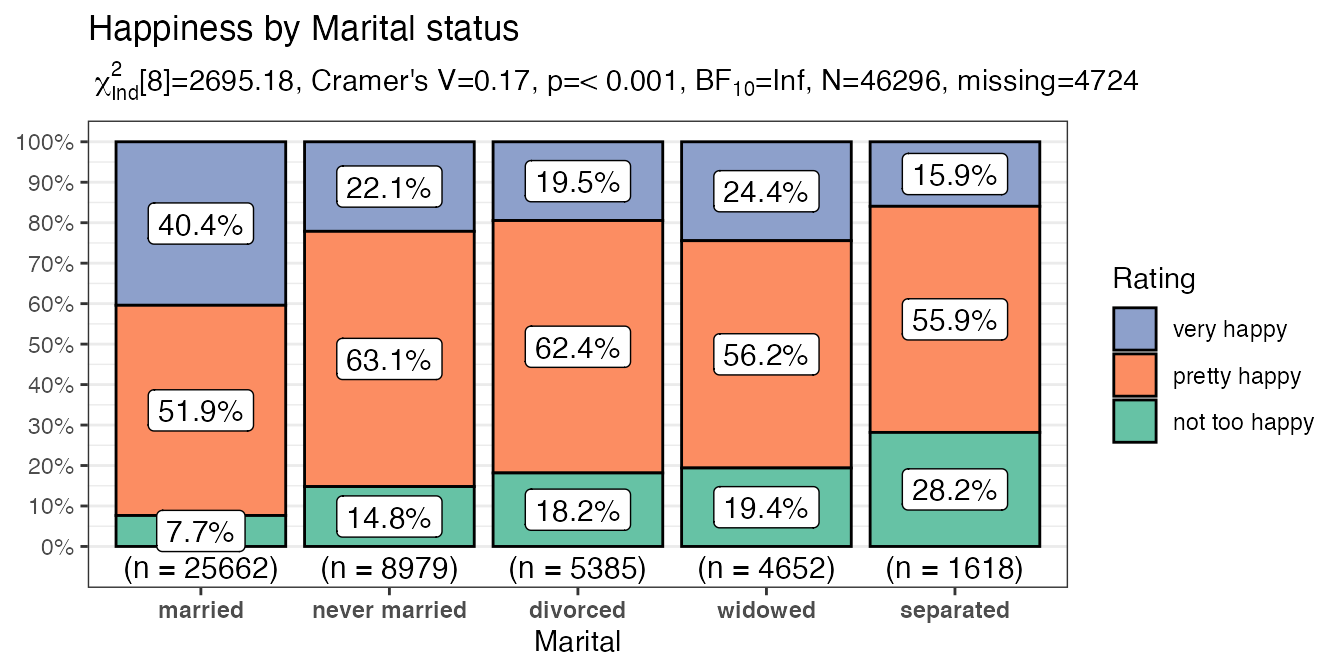 Happiness by Marital status
χ²Ind[8]=2695.18, Cramer's V=0.17, p=< 0.001, BF₁₀=Inf, N=46296, missing=4724
100%
90%
80%
70%
60%
50%
40%
30%
20%
10%
0%
40.4%
51.9%
7.7%
22.1%
63.1%
14.8%
19.5%
62.4%
18.2%
24.4%
56.2%
19.4%
15.9%
55.9%
28.2%
(n = 25662) (n = 8979) (n = 5385) (n = 4652) (n = 1618)
married never married divorced widowed separated
Marital
Rating
very happy
pretty happy
not too happy